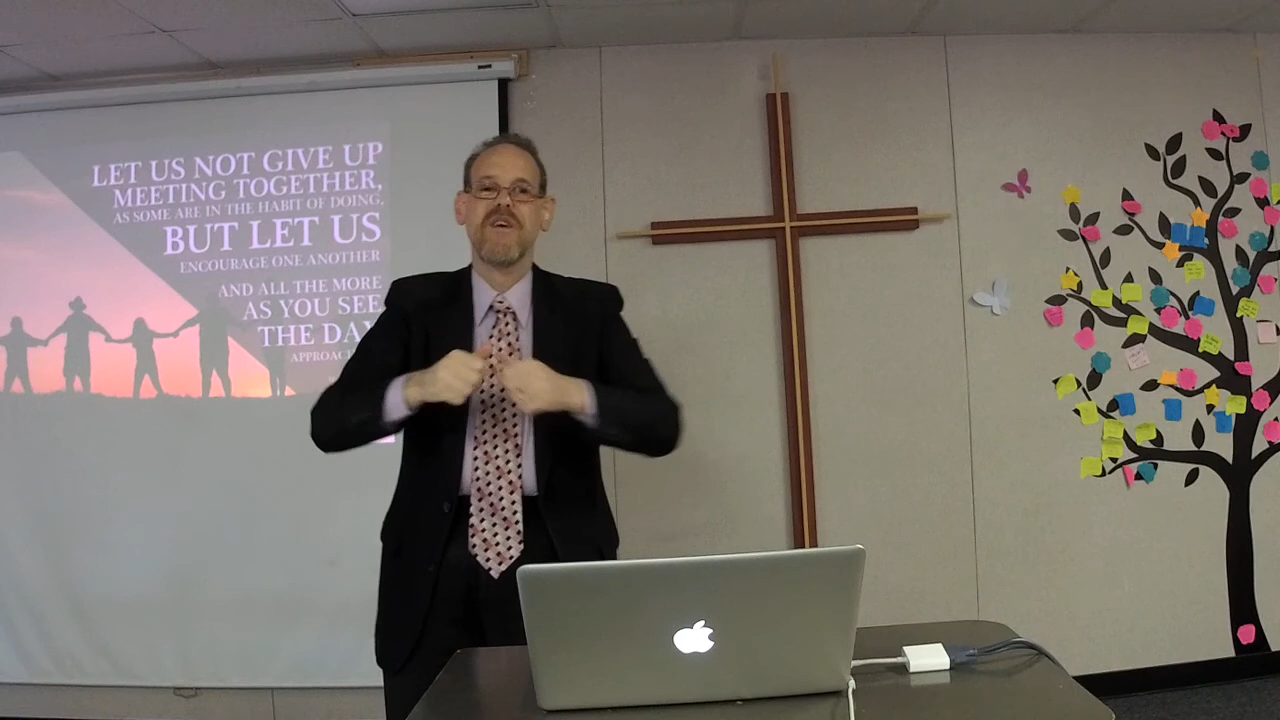 LET US NOT GIVE UP
MEETING TOGETHER,
AS SOME ARE IN THE HABIT OF DOING,
BUT LET US
ENCOURAGE ONE ANOTHER
AND ALL THE MORE
AS YOU SEE
THE DAY